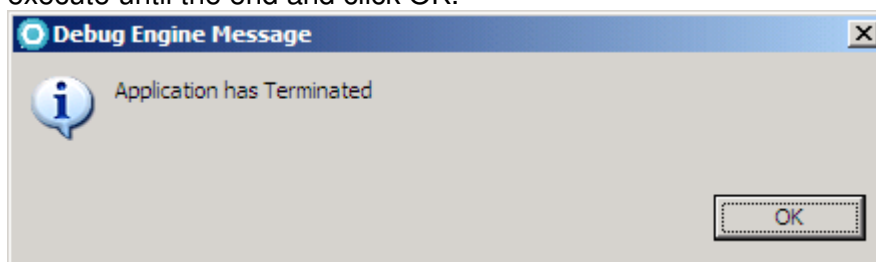 execute until the end and click OK.
Debug Engine Message
Application has Terminated
OK